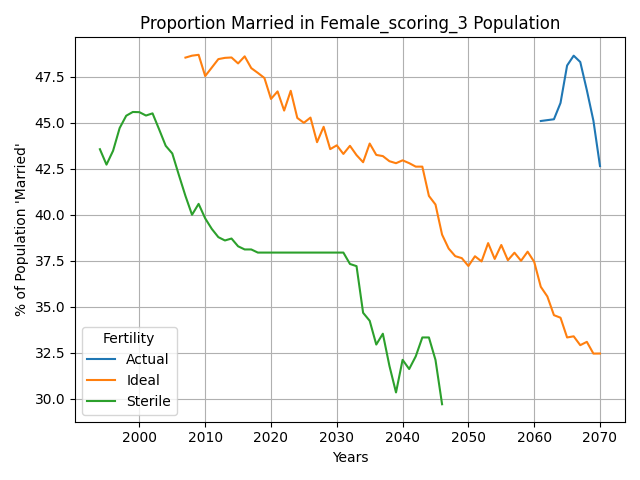 Proportion Married in Female_scoring_3 Population
% of Population 'Married'
47.5
45.0
42.5
40.0
37.5
35.0
32.5
30.0
Fertility
Actual
Ideal
Sterile
2000 2010 2020 2030 2040 2050 2060 2070
Years